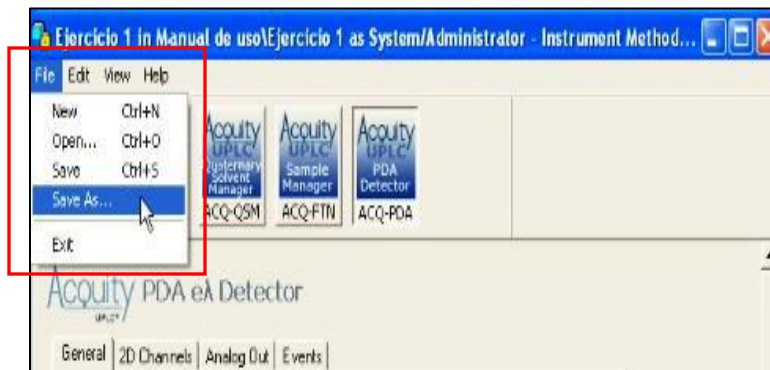 Ejercicio 1 in Manual de uso\Ejercicio 1 as System/Administrator - Instrument Method...
File Edit View Help
New Ctrl+N
Open... Ctrl+O
Save Ctrl+S
Save As...
Exit
Acquity UPLC Quaternary Solvent Manager
ACQ-QSM
Acquity UPLC Sample Manager
ACQ-FTN
Acquity UPLC PDA Detector
ACQ-PDA
Acquity UPLC PDA eλ Detector
General 2D Channels Analog Out Events